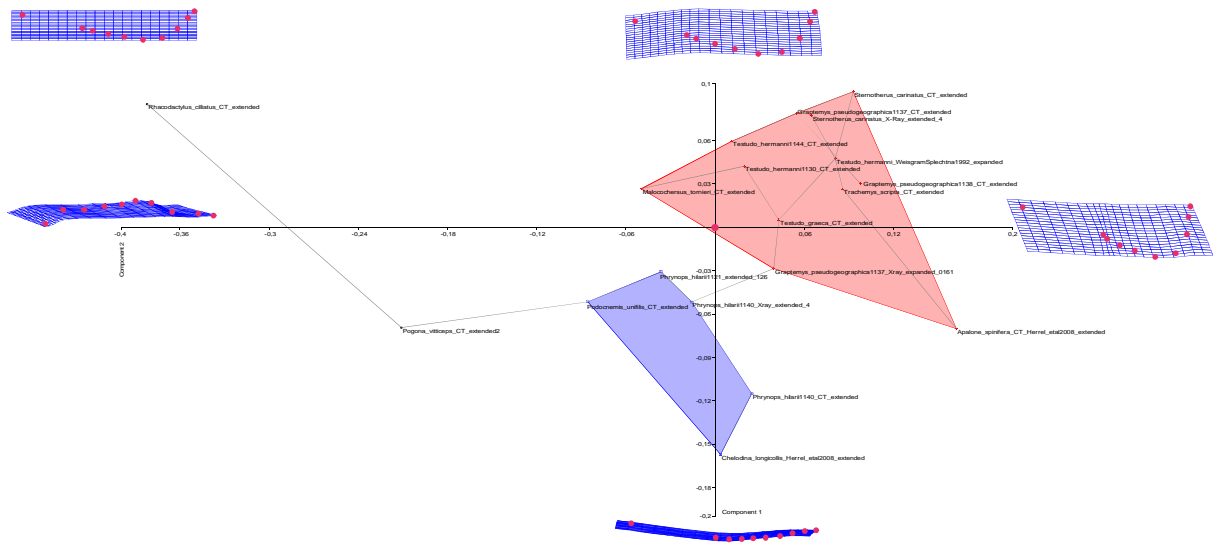 0,1
Sternotherus_carinatus_CT_extended
Rhacodactylus_ciliatus_CT_extended
Graptemys_pseudogeographica1137_CT_extended
Sternotherus_carinatus_X-Ray_extended_4
0,06
Testudo_hermanni1144_CT_extended
Testudo_hermanni_WeisgramSplechtna1992_expanded
Testudo_hermanni1130_CT_extended
0,03
Graptemys_pseudogeographica1138_CT_extended
Malocochersus_tornieri_CT_extended
Trachemys_scripta_CT_extended
Testudo_graeca_CT_extended
-0,4
-0,36
-0,3
-0,24
-0,18
-0,12
-0,06
0,06
0,12
0,2
Component 2
-0,03
Phrynops_hilarii1121_extended_126
Graptemys_pseudogeographica1137_Xray_expanded_0161
Podocnemis_unifilis_CT_extended
Phrynops_hilarii1140_Xray_extended_4
-0,06
Pogona_vitticeps_CT_extended2
Apalone_spinifera_CT_Herrel_etal2008_extended
-0,09
Phrynops_hilarii1140_CT_extended
-0,12
-0,15
Chelodina_longicollis_Herrel_etal2008_extended
-0,18
-0,2
Component 1